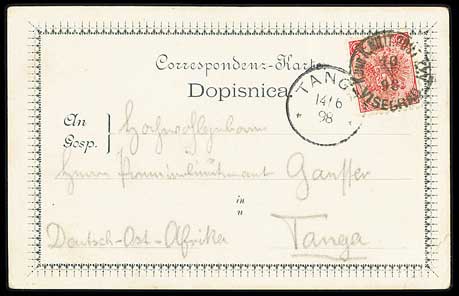 Correspondenz-Karte.
Dopisnica.
TANGA
14/6
98
VISEGRAD
98
An
Gosp.
Hochwohlgeboren
Herrn Premierlieutenant Gansser
in
u
Deutsch-Ost-Afrika
Tanga